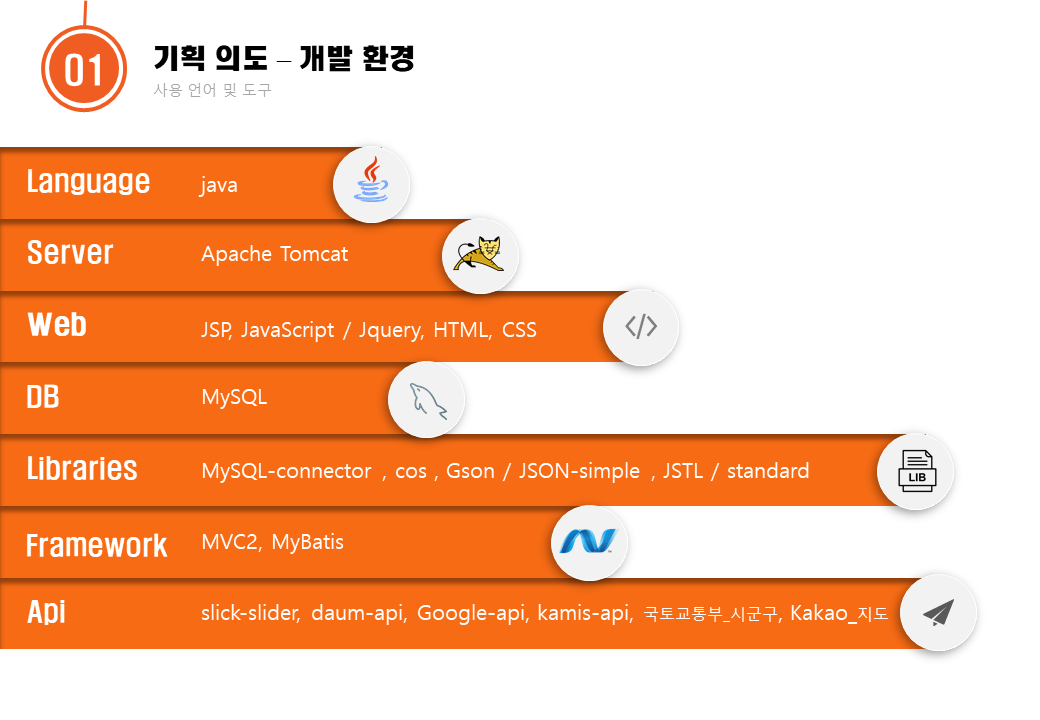 01
기획 의도 – 개발 환경
사용 언어 및 도구
Language java
Server Apache Tomcat
Web JSP, JavaScript / Jquery, HTML, CSS
DB MySQL
Libraries MySQL-connector , cos , Gson / JSON-simple , JSTL / standard
LIB
Framework MVC2, MyBatis
Api slick-slider, daum-api, Google-api, kamis-api, 국토교통부_시군구, Kakao_지도